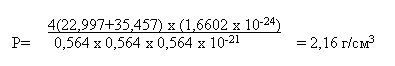 4(22,997+35,457) x (1,6602 x 10⁻²⁴)
P= = 2,16 г/см³
0,564 x 0,564 x 0,564 x 10⁻²¹